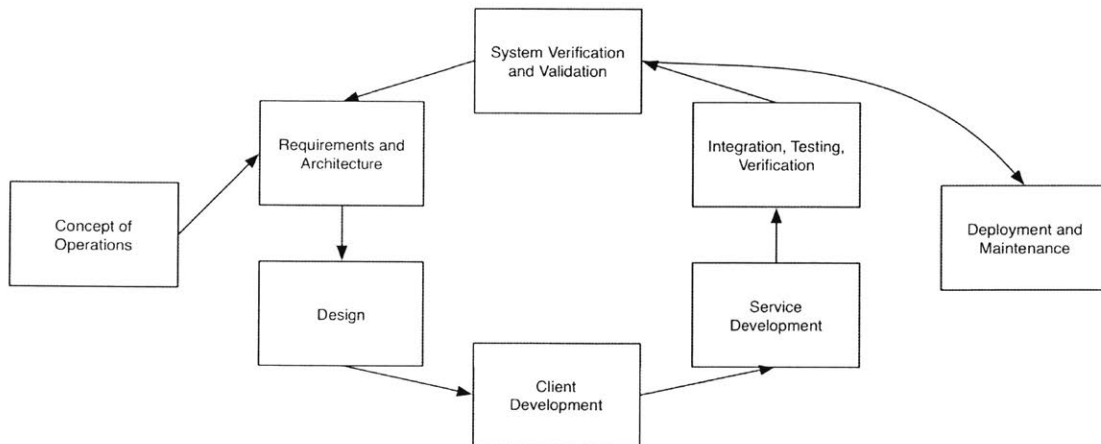 System Verification
and Validation
Requirements and
Architecture
Integration, Testing,
Verification
Concept of
Operations
Deployment and
Maintenance
Design
Service
Development
Client
Development